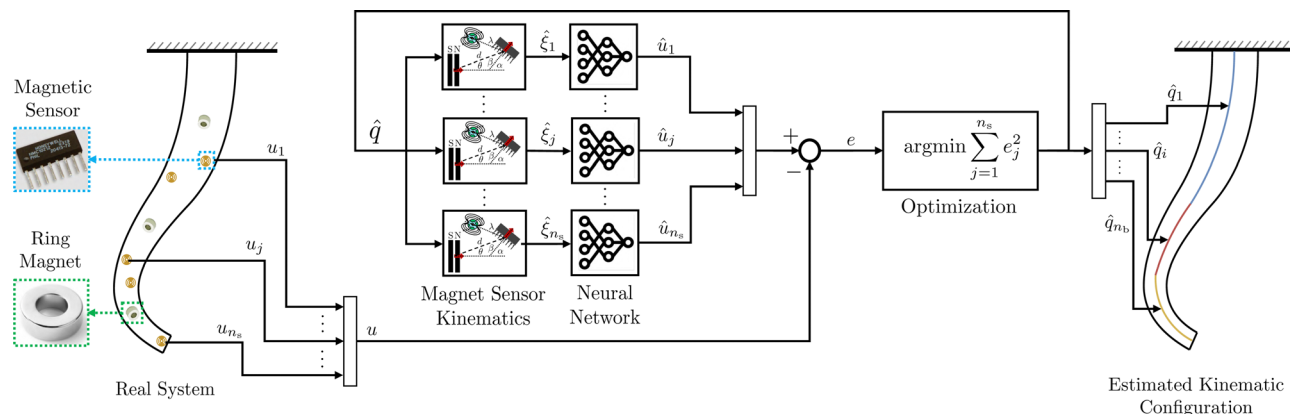 Magnetic
Sensor
Ring
Magnet
Real System
u_1
u_j
u_{n_s}
u
q̂
S N
d
θ
β
α
λ
S N
d
θ
β
α
λ
S N
d
θ
β
α
λ
ξ̂_1
ξ̂_j
ξ̂_{n_s}
Magnet Sensor
Kinematics
Neural
Network
û_1
û_j
û_{n_s}
+
−
e
argmin ∑_{j=1}^{n_s} e_j^2
Optimization
q̂_1
q̂_i
q̂_{n_b}
Estimated Kinematic
Configuration